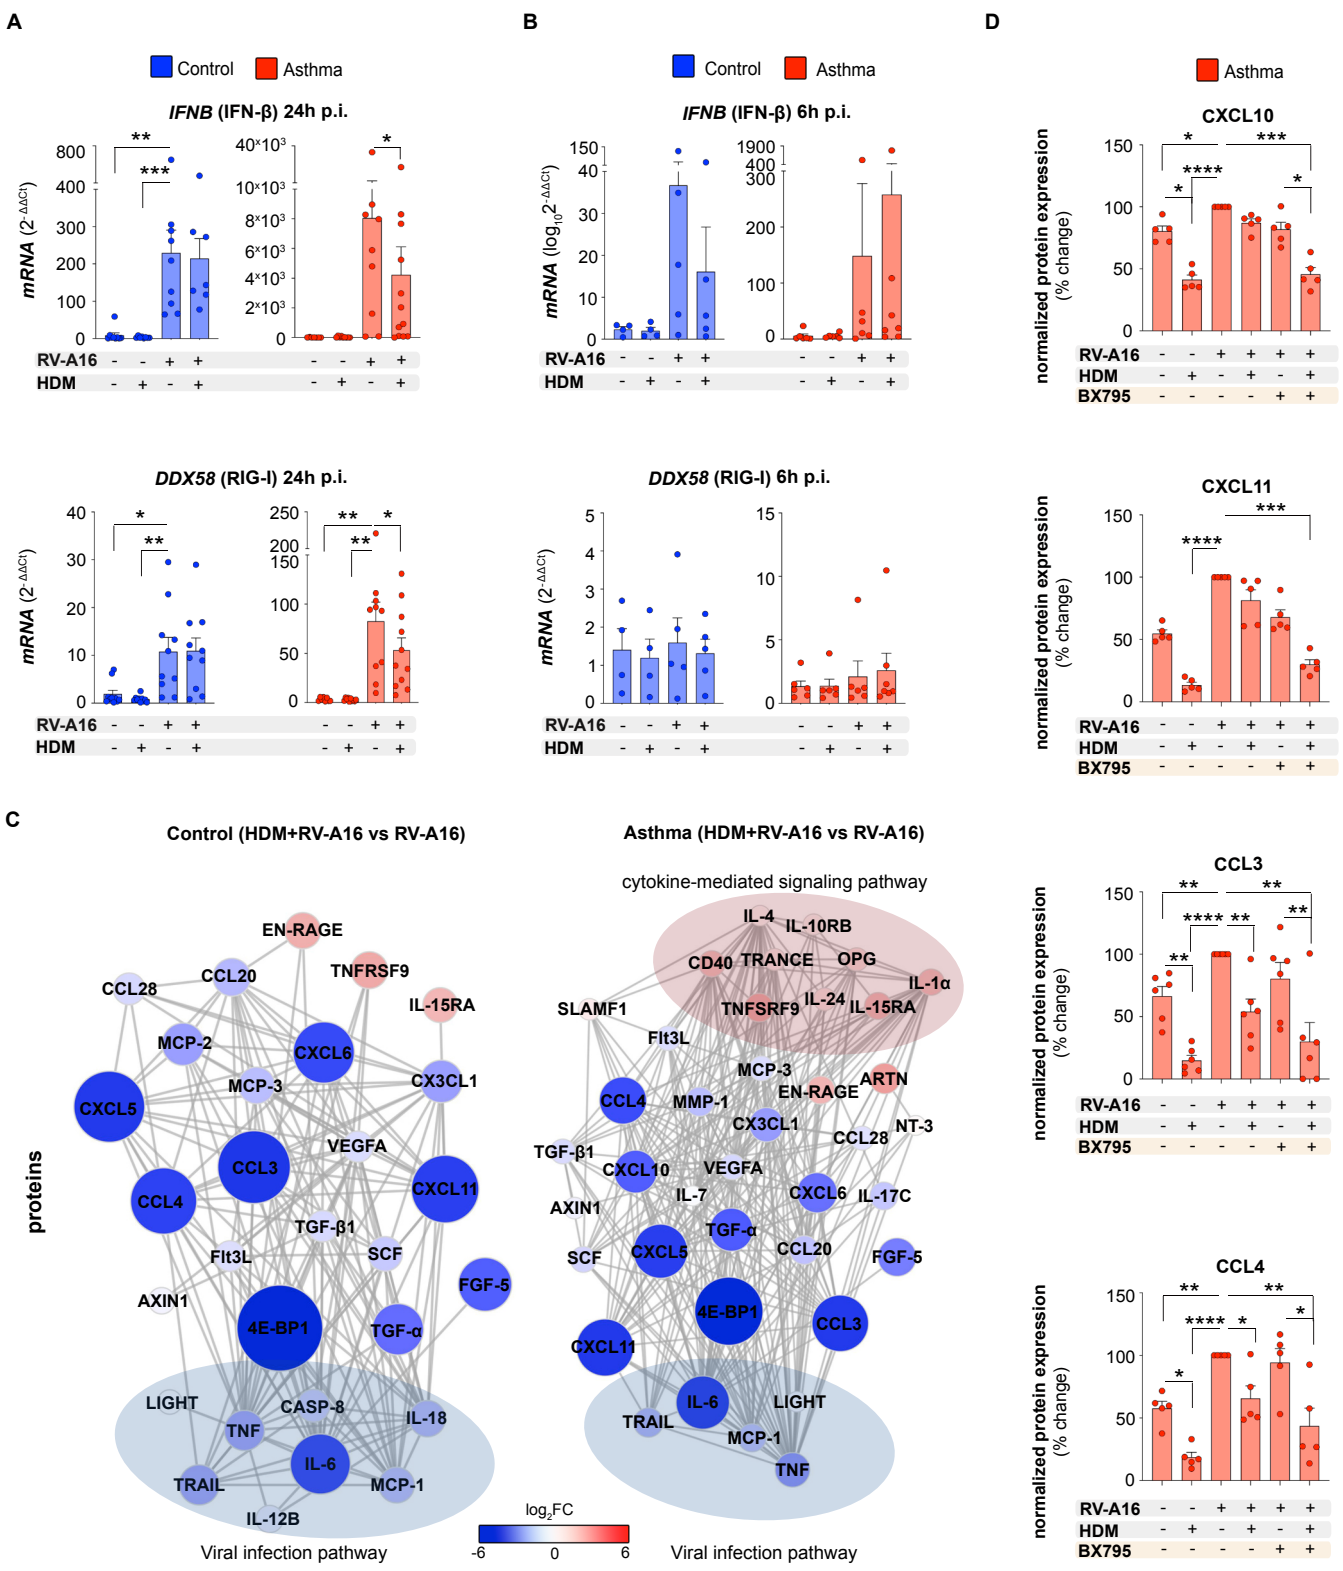 A
B
D
Control
Asthma
Control
Asthma
Asthma
IFNB (IFN-β) 24h p.i.
IFNB (IFN-β) 6h p.i.
CXCL10
mRNA (2-ΔΔCt)
800
400
300
200
100
0
** ***
40×10³
10×10³
8×10³
6×10³
4×10³
2×10³
0
*
mRNA (log₁₀2-ΔΔCt)
150
40
30
20
10
0
1900
400
300
200
100
0
normalized protein expression
(% change)
150
100
50
0
* *** **** * *
RV-A16 - - + + - - + +
HDM - + - + - + - +
RV-A16 - - + + - - + +
HDM - + - + - + - +
RV-A16 - - + + + +
HDM - + - + - +
BX795 - - - - + +
DDX58 (RIG-I) 24h p.i.
DDX58 (RIG-I) 6h p.i.
CXCL11
mRNA (2-ΔΔCt)
40
30
20
10
0
* **
250
200
150
100
50
0
** * **
mRNA (2-ΔΔCt)
5
4
3
2
1
0
15
10
5
0
normalized protein expression
(% change)
150
100
50
0
*** ****
RV-A16 - - + + - - + +
HDM - + - + - + - +
RV-A16 - - + + - - + +
HDM - + - + - + - +
RV-A16 - - + + + +
HDM - + - + - +
BX795 - - - - + +
C
Control (HDM+RV-A16 vs RV-A16)
Asthma (HDM+RV-A16 vs RV-A16)
proteins
EN-RAGE
TNFRSF9
CCL20
CCL28
IL-15RA
MCP-2
CXCL6
MCP-3
CX3CL1
CXCL5
VEGFA
CCL3
CXCL11
CCL4
TGF-β1
Flt3L
SCF
FGF-5
AXIN1
4E-BP1
TGF-α
LIGHT
CASP-8
TNF
IL-18
IL-6
TRAIL
MCP-1
IL-12B
Viral infection pathway
cytokine-mediated signaling pathway
IL-4
IL-10RB
CD40
TRANCE
OPG
IL-1α
SLAMF1
TNFSRF9
IL-24
IL-15RA
Flt3L
MCP-3
ARTN
EN-RAGE
CCL4
MMP-1
CX3CL1
NT-3
CCL28
TGF-β1
CXCL10
VEGFA
IL-7
CXCL6
IL-17C
AXIN1
TGF-α
CXCL5
CCL20
SCF
FGF-5
4E-BP1
CCL3
CXCL11
IL-6
LIGHT
TRAIL
MCP-1
TNF
Viral infection pathway
log₂FC
-6
0
6
CCL3
normalized protein expression
(% change)
150
100
50
0
** ** **** ** ** **
RV-A16 - - + + + +
HDM - + - + - +
BX795 - - - - + +
CCL4
normalized protein expression
(% change)
150
100
50
0
** ** **** * * *
RV-A16 - - + + + +
HDM - + - + - +
BX795 - - - - + +